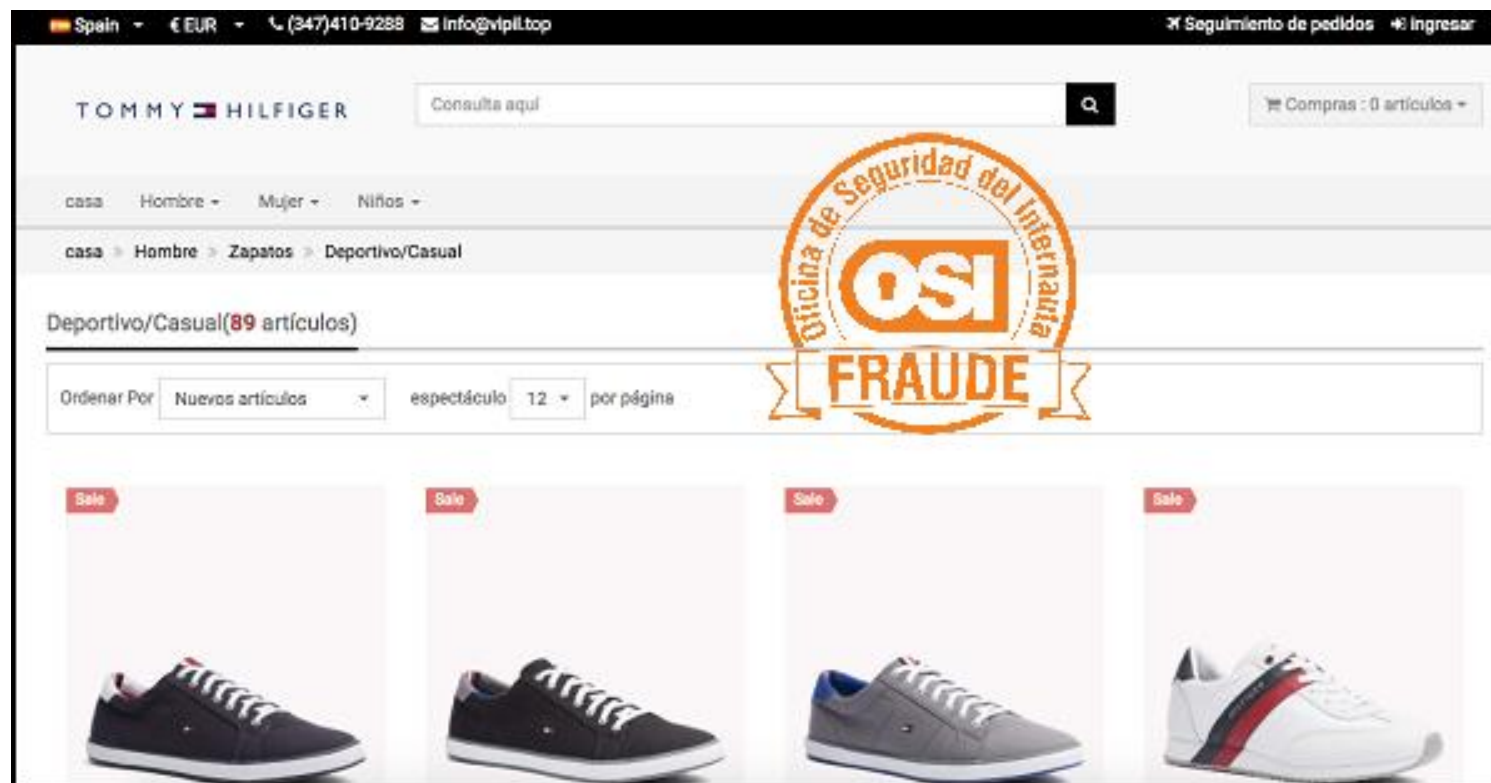 Spain € EUR (347)410-9288 info@vipil.top Seguimiento de pedidos Ingresar
TOMMY HILFIGER Consulta aquí Compras : 0 artículos
casa Hombre Mujer Niños
casa » Hombre » Zapatos » Deportivo/Casual
Oficina de Seguridad del Internauta
OSI
FRAUDE
Deportivo/Casual(89 artículos)
Ordenar Por Nuevos artículos espectáculo 12 por página
Sale Sale Sale Sale